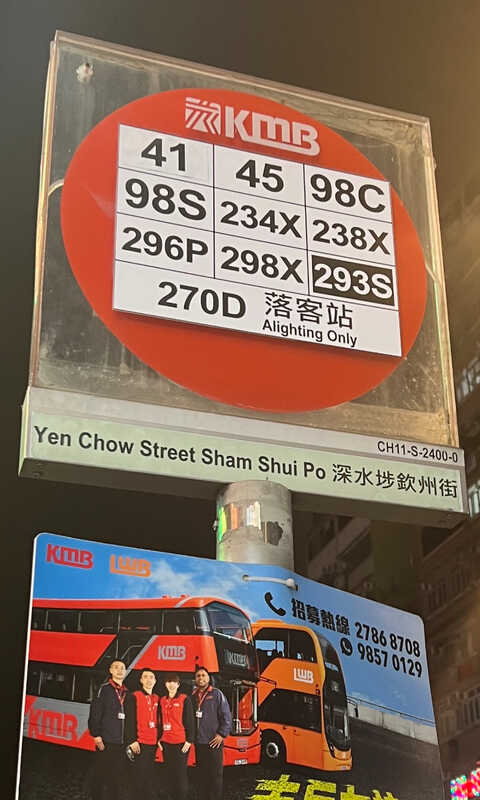 KMB
41 45 98C
98S 234X 238X
296P 298X 293S
270D 落客站
Alighting Only
CH11-S-2400-0
Yen Chow Street Sham Shui Po 深水埗欽州街
KMB LWB
招募熱線 2786 8708
9857 0129
KMB
LWB
KMB